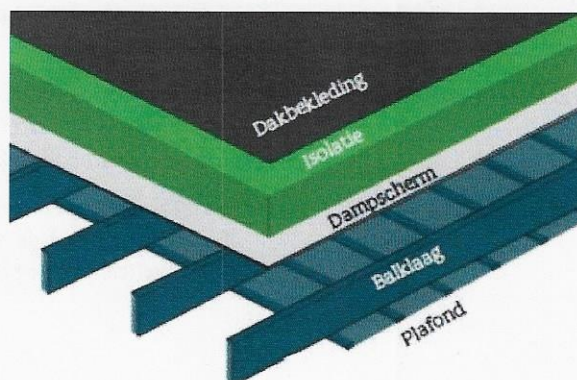 Dakbekleding
Isolatie
Dampscherm
Balklaag
Plafond